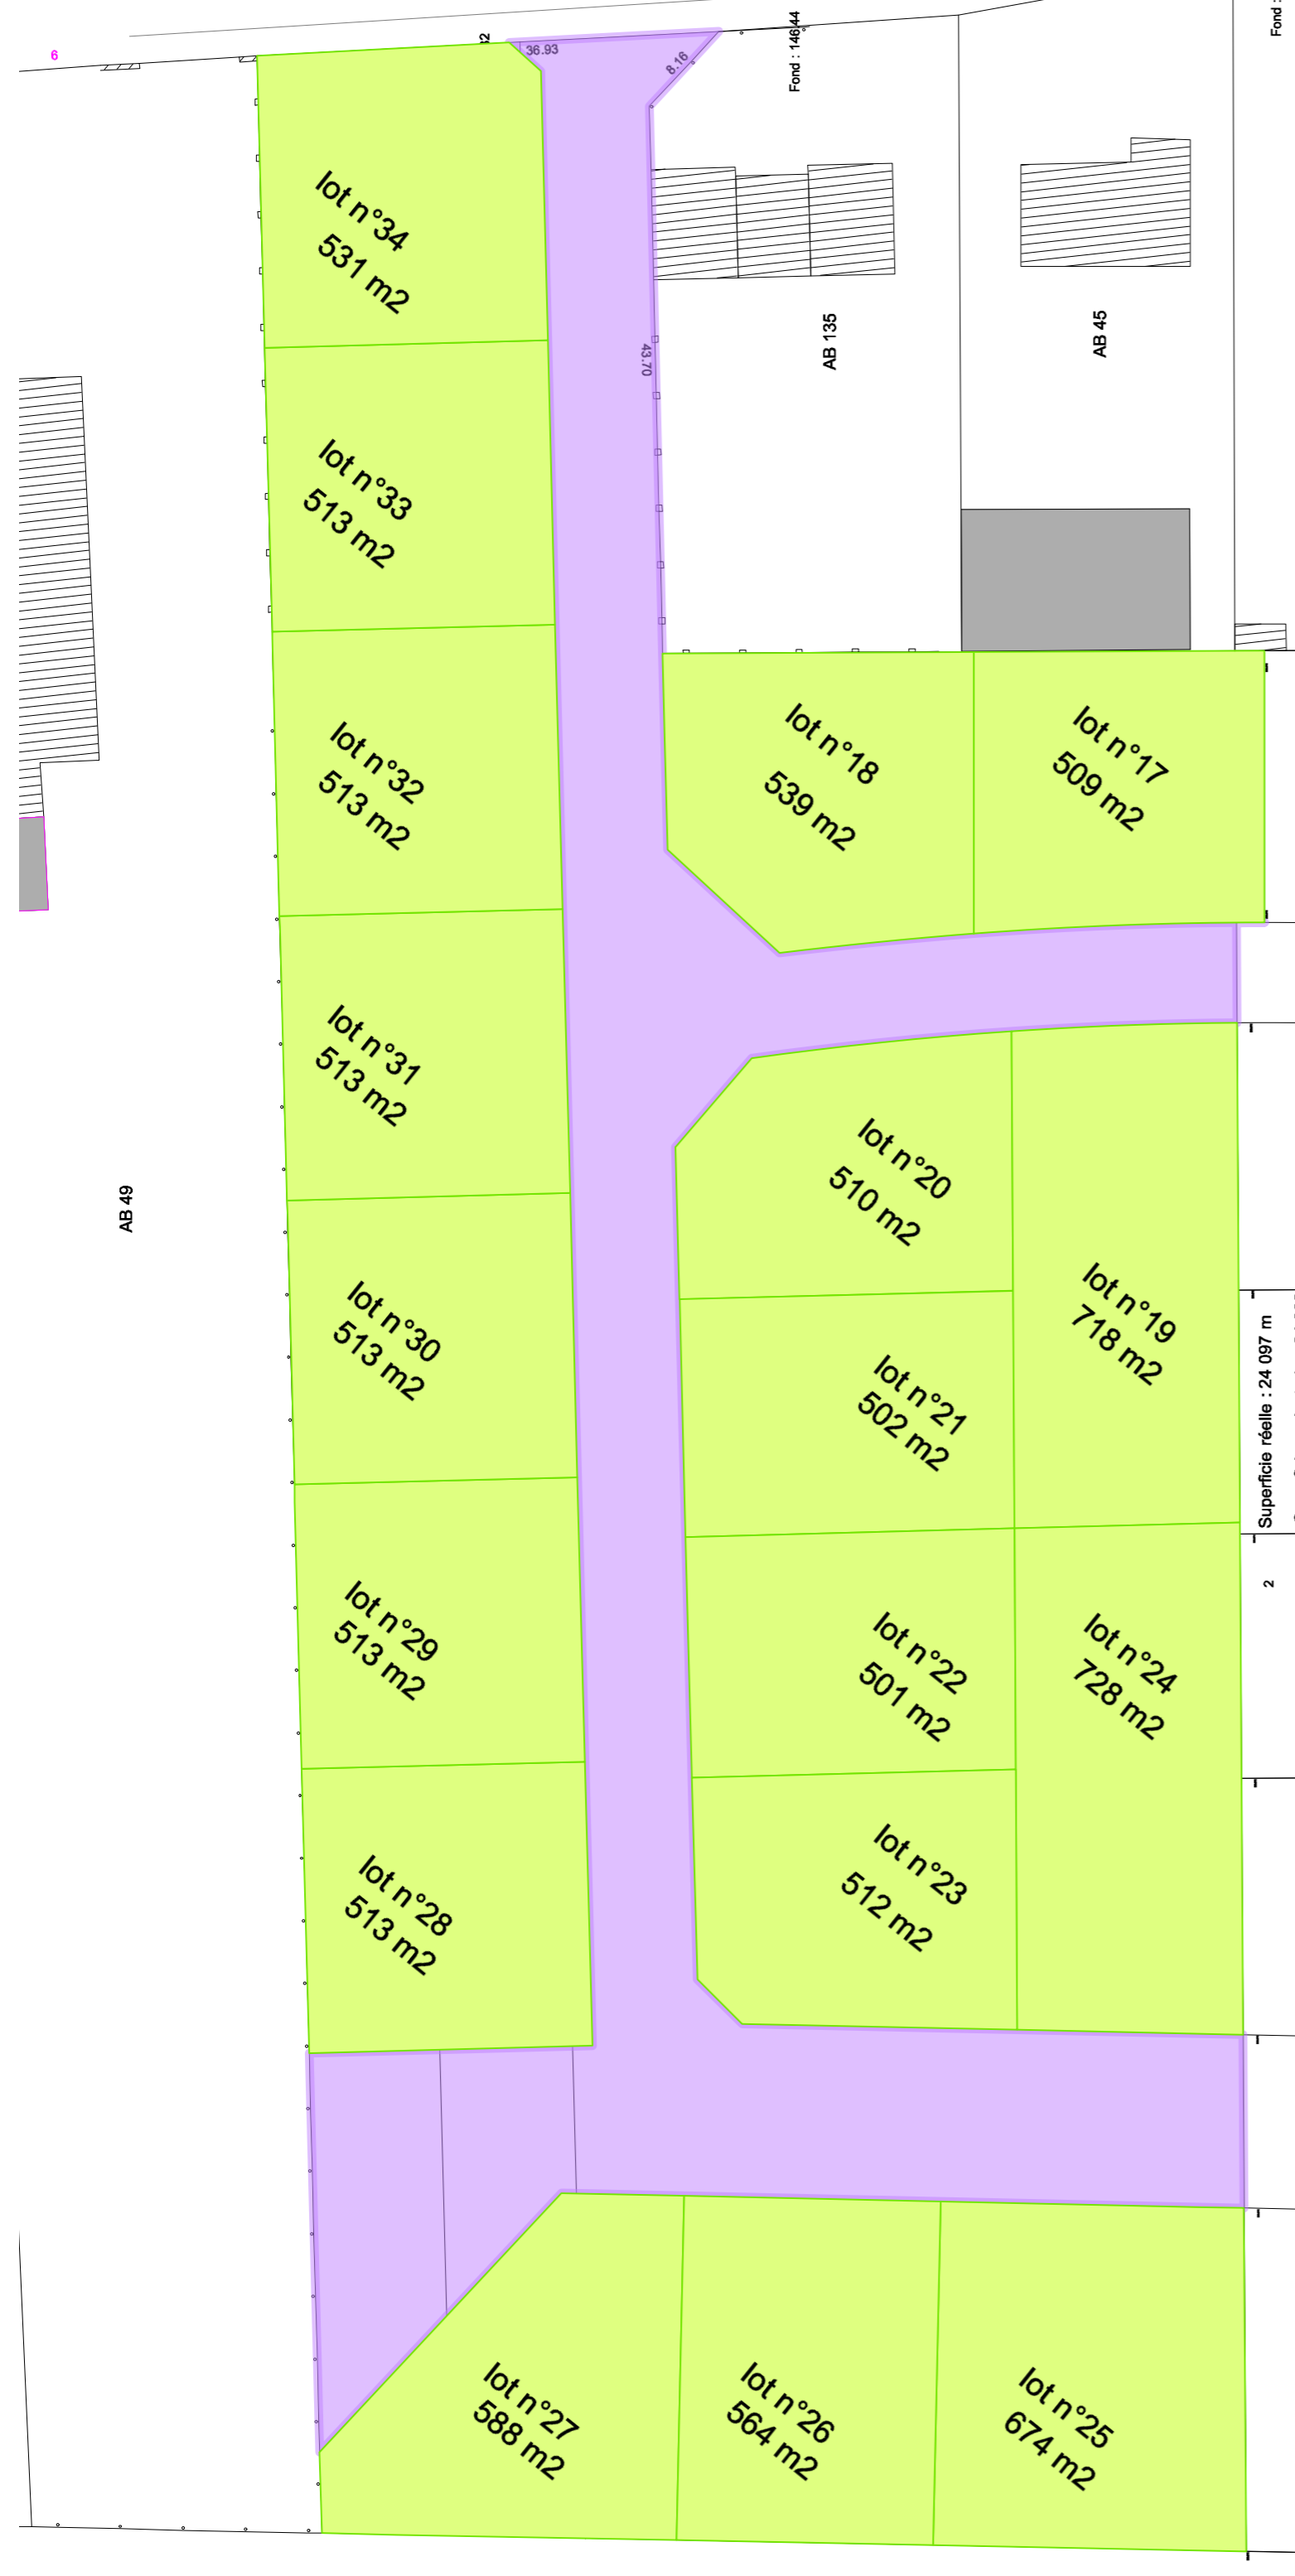 6
32
36.93
8.16
Fond : 146.44
Fond :
lot n°34
531 m2
43.70
AB 135
AB 45
lot n°33
513 m2
lot n°32
513 m2
lot n°18
539 m2
lot n°17
509 m2
lot n°31
513 m2
AB 49
lot n°20
510 m2
lot n°19
718 m2
lot n°30
513 m2
lot n°21
502 m2
Superficie réelle : 24 097 m
2
lot n°29
513 m2
lot n°22
501 m2
lot n°24
728 m2
lot n°28
513 m2
lot n°23
512 m2
lot n°27
588 m2
lot n°26
564 m2
lot n°25
674 m2